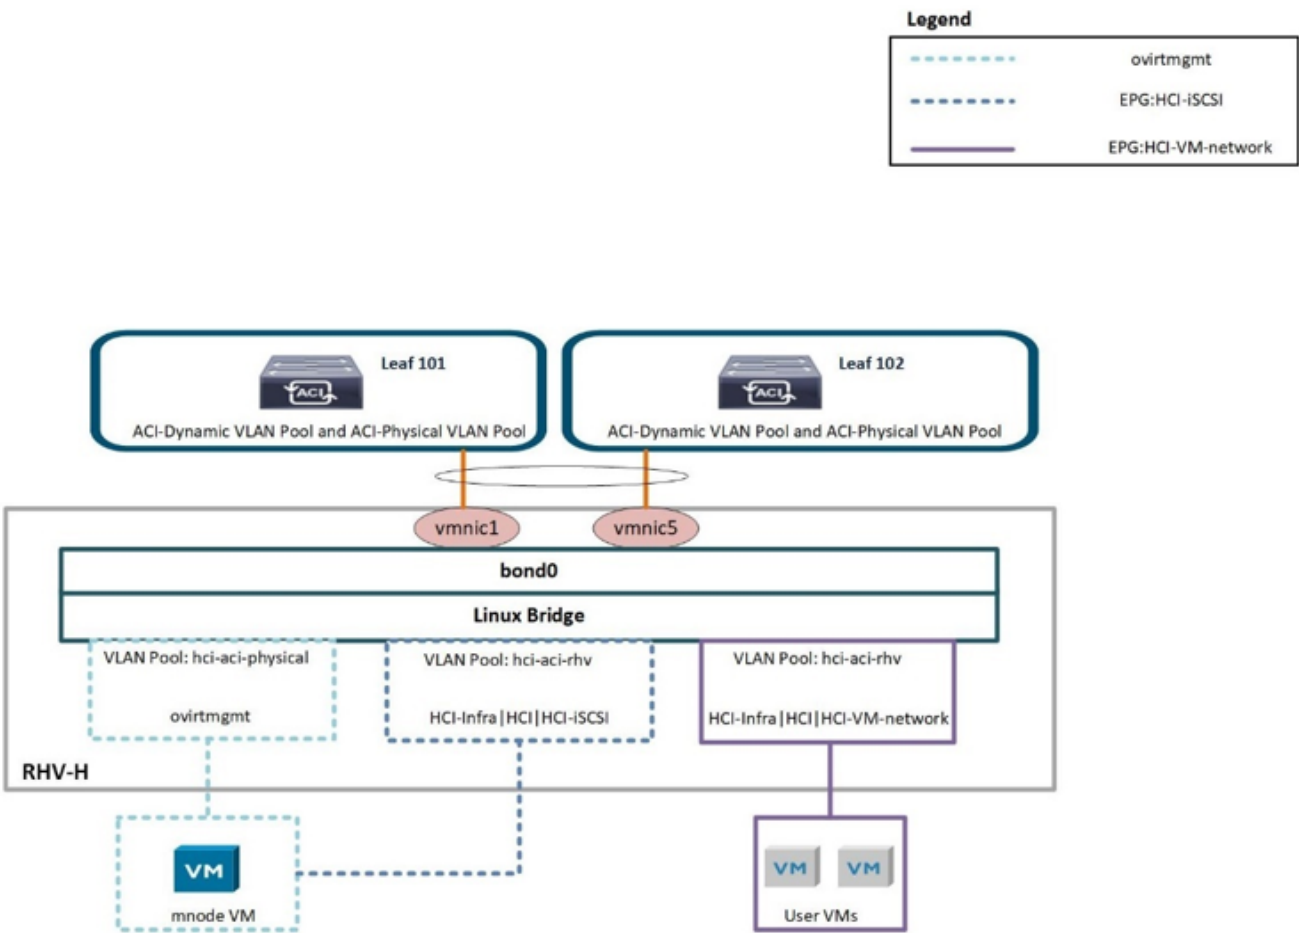 Legend
ovirtmgmt
EPG:HCI-iSCSI
EPG:HCI-VM-network
Leaf 101
ACI
ACI-Dynamic VLAN Pool and ACI-Physical VLAN Pool
Leaf 102
ACI
ACI-Dynamic VLAN Pool and ACI-Physical VLAN Pool
vmnic1
vmnic5
bond0
Linux Bridge
VLAN Pool: hci-aci-physical
ovirtmgmt
VLAN Pool: hci-aci-rhv
HCI-Infra|HCI|HCI-iSCSI
VLAN Pool: hci-aci-rhv
HCI-Infra|HCI|HCI-VM-network
RHV-H
VM
mnode VM
VM
VM
User VMs